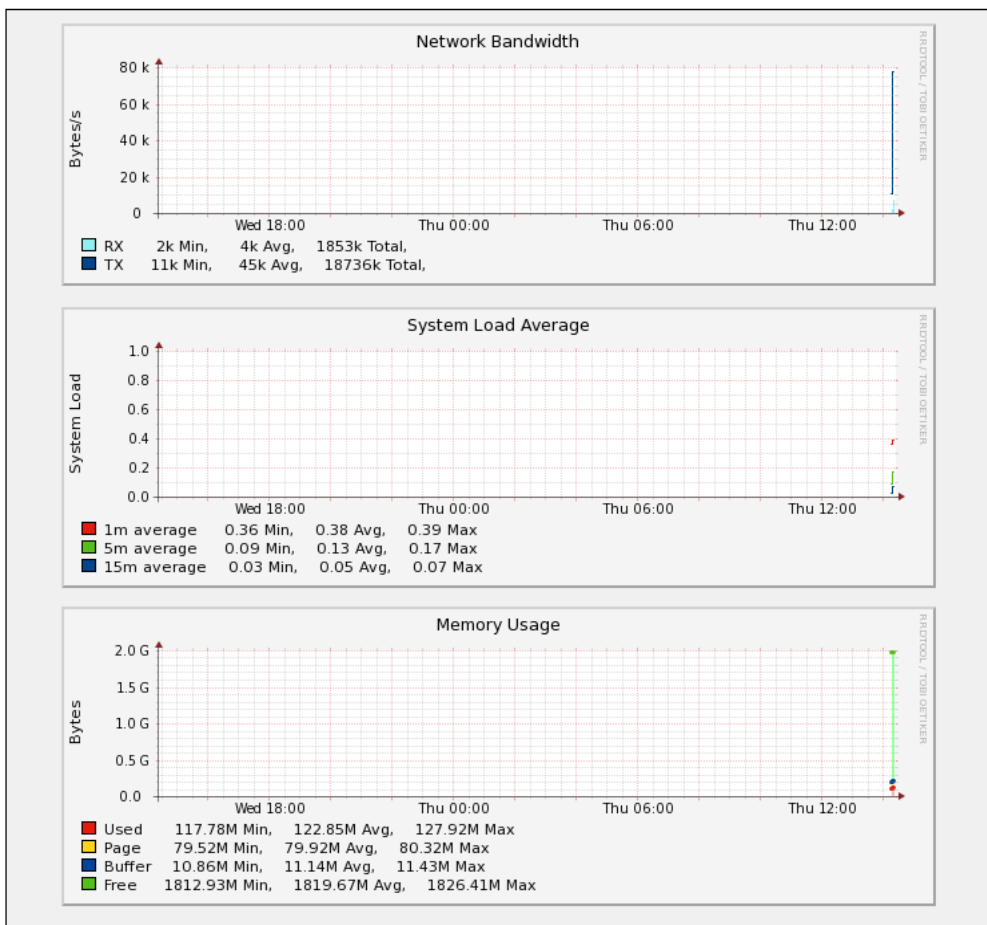 Network Bandwidth
RRDTOOL / TOBI OETIKER
Bytes/s
80 k
60 k
40 k
20 k
0
Wed 18:00 Thu 00:00 Thu 06:00 Thu 12:00
RX 2k Min, 4k Avg, 1853k Total,
TX 11k Min, 45k Avg, 18736k Total,
System Load Average
RRDTOOL / TOBI OETIKER
System Load
1.0
0.8
0.6
0.4
0.2
0.0
Wed 18:00 Thu 00:00 Thu 06:00 Thu 12:00
1m average 0.36 Min, 0.38 Avg, 0.39 Max
5m average 0.09 Min, 0.13 Avg, 0.17 Max
15m average 0.03 Min, 0.05 Avg, 0.07 Max
Memory Usage
RRDTOOL / TOBI OETIKER
Bytes
2.0 G
1.5 G
1.0 G
0.5 G
0.0
Wed 18:00 Thu 00:00 Thu 06:00 Thu 12:00
Used 117.78M Min, 122.85M Avg, 127.92M Max
Page 79.52M Min, 79.92M Avg, 80.32M Max
Buffer 10.86M Min, 11.14M Avg, 11.43M Max
Free 1812.93M Min, 1819.67M Avg, 1826.41M Max